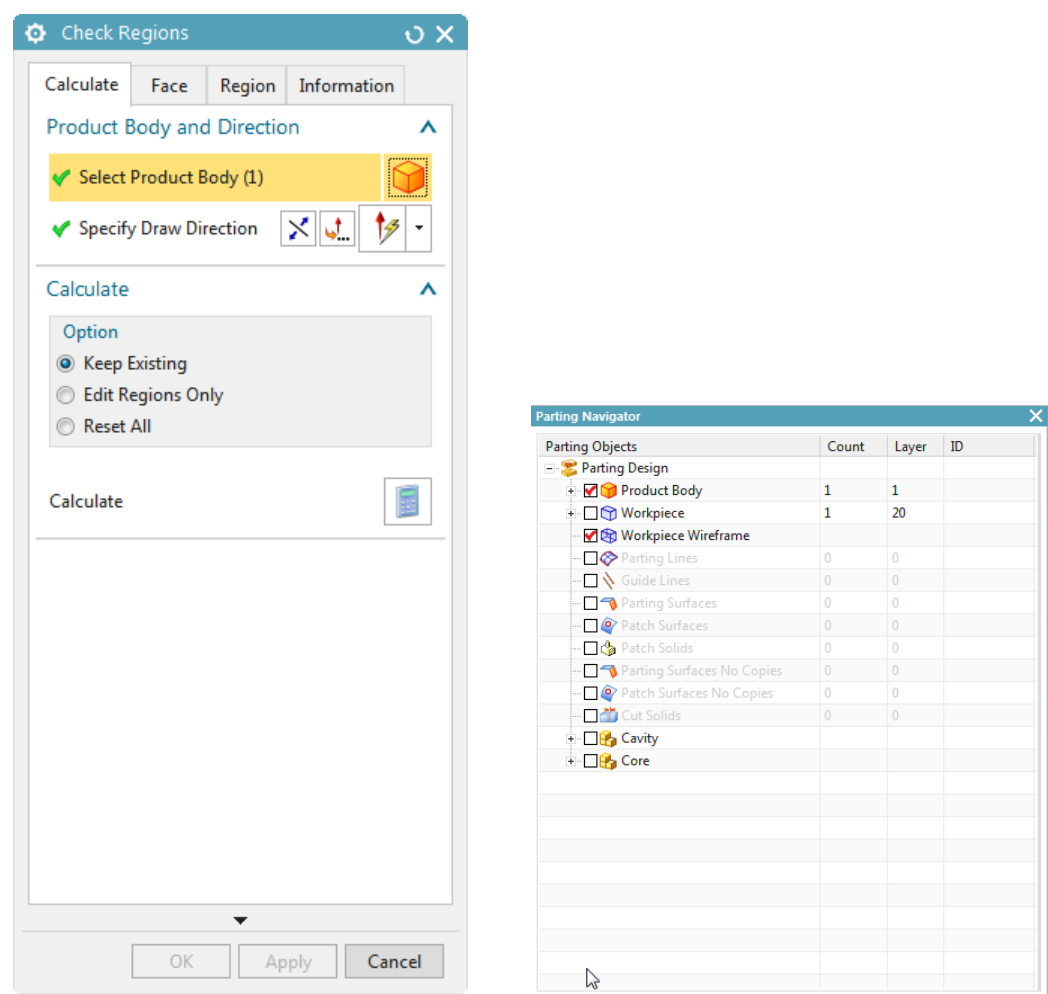 Check Regions
Calculate Face Region Information
Product Body and Direction
Select Product Body (1)
Specify Draw Direction
Calculate
Option
Keep Existing
Edit Regions Only
Reset All
Calculate
OK Apply Cancel
Parting Navigator
Parting Objects Count Layer ID
Parting Design
Product Body 1 1
Workpiece 1 20
Workpiece Wireframe
Parting Lines 0 0
Guide Lines 0 0
Parting Surfaces 0 0
Patch Surfaces 0 0
Patch Solids 0 0
Parting Surfaces No Copies 0 0
Patch Surfaces No Copies 0 0
Cut Solids 0 0
Cavity
Core